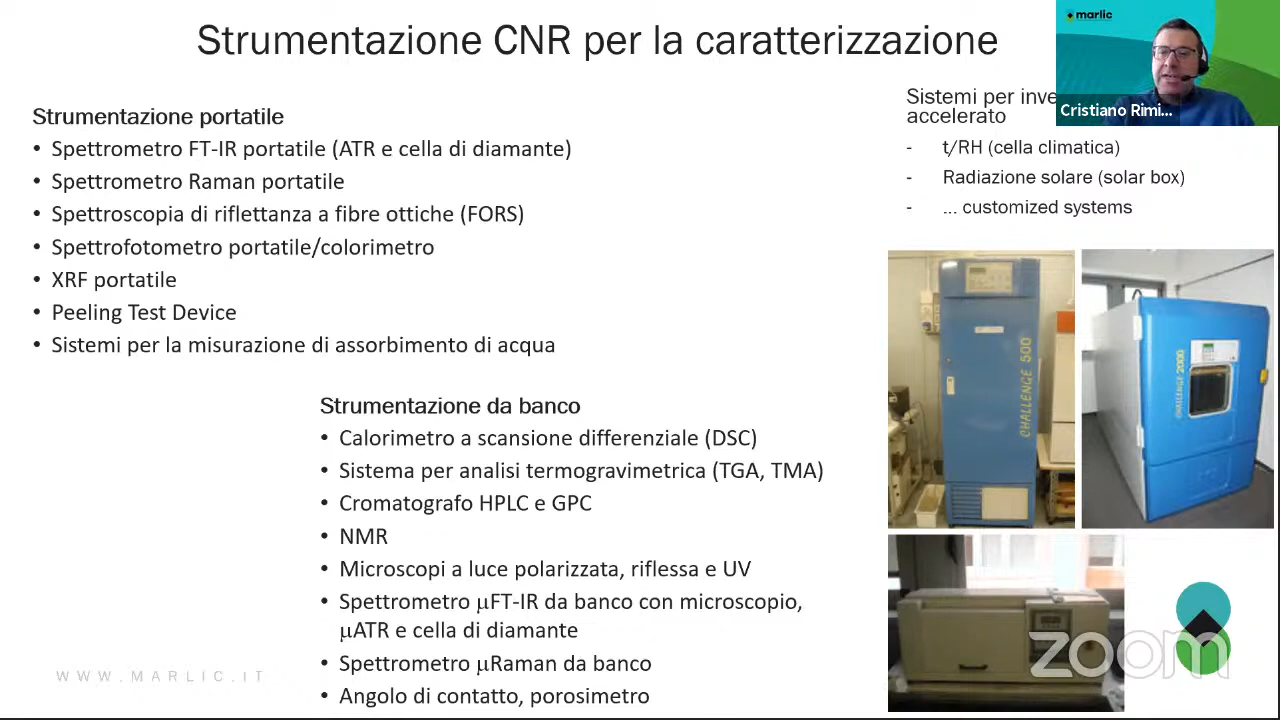 Strumentazione CNR per la caratterizzazione
marlic
Cristiano Rimi...
Strumentazione portatile
• Spettrometro FT-IR portatile (ATR e cella di diamante)
• Spettrometro Raman portatile
• Spettroscopia di riflettanza a fibre ottiche (FORS)
• Spettrofotometro portatile/colorimetro
• XRF portatile
• Peeling Test Device
• Sistemi per la misurazione di assorbimento di acqua
Sistemi per inve
accelerato
- t/RH (cella climatica)
- Radiazione solare (solar box)
- ... customized systems
CHALLENGE 500
CHALLENGE 2000
Strumentazione da banco
• Calorimetro a scansione differenziale (DSC)
• Sistema per analisi termogravimetrica (TGA, TMA)
• Cromatografo HPLC e GPC
• NMR
• Microscopi a luce polarizzata, riflessa e UV
• Spettrometro μFT-IR da banco con microscopio,
μATR e cella di diamante
• Spettrometro μRaman da banco
• Angolo di contatto, porosimetro
WWW.MARLIC.IT
zoom